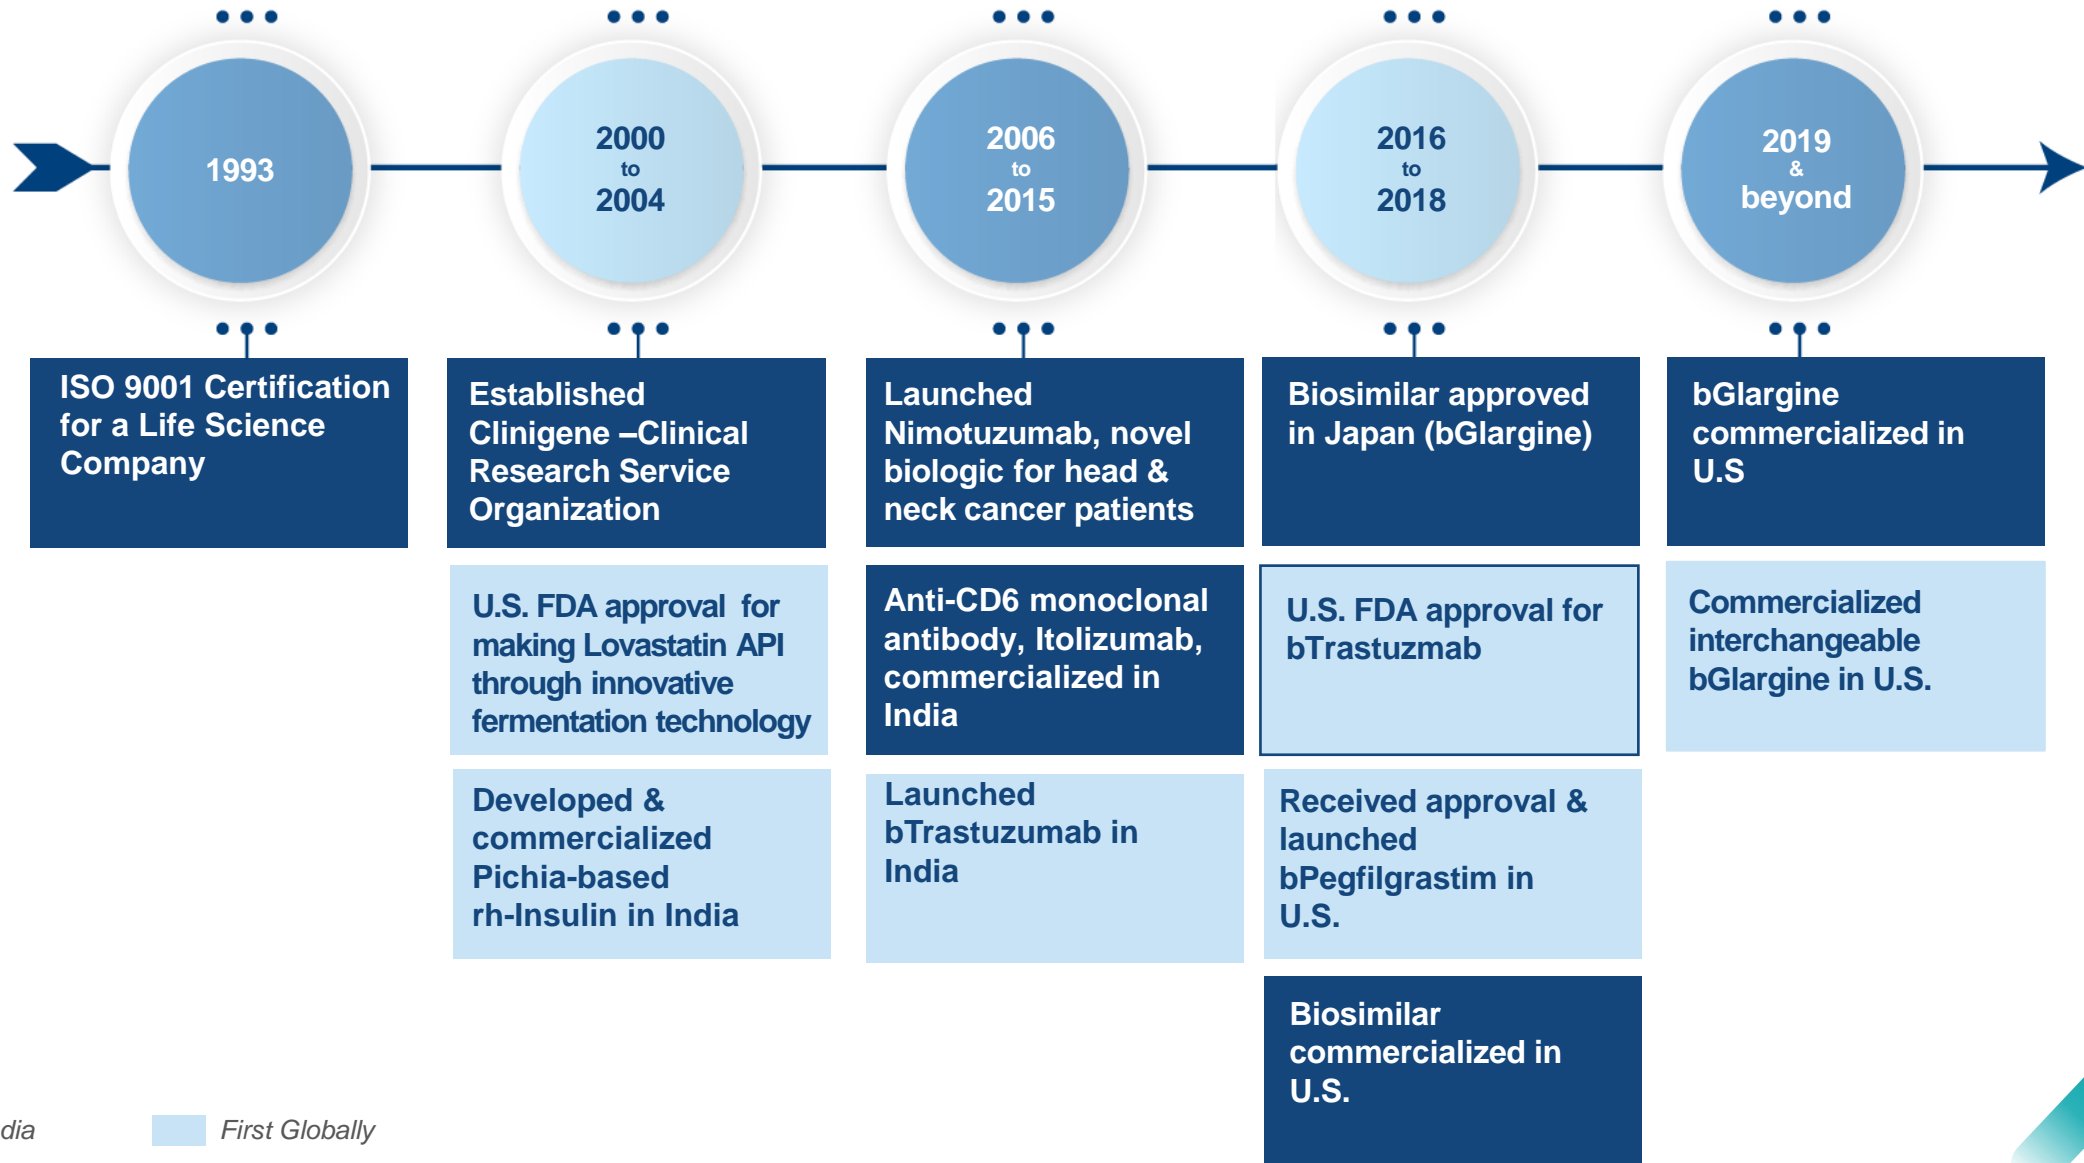 1993
2000
to
2004
2006
to
2015
2016
to
2018
2019
&
beyond
ISO 9001 Certification
for a Life Science
Company
Established
Clinigene –Clinical
Research Service
Organization
U.S. FDA approval for
making Lovastatin API
through innovative
fermentation technology
Developed &
commercialized
Pichia-based
rh-Insulin in India
Launched
Nimotuzumab, novel
biologic for head &
neck cancer patients
Anti-CD6 monoclonal
antibody, Itolizumab,
commercialized in
India
Launched
bTrastuzumab in
India
Biosimilar approved
in Japan (bGlargine)
U.S. FDA approval for
bTrastuzmab
Received approval &
launched
bPegfilgrastim in
U.S.
Biosimilar
commercialized in
U.S.
bGlargine
commercialized in
U.S
Commercialized
interchangeable
bGlargine in U.S.
dia
First Globally